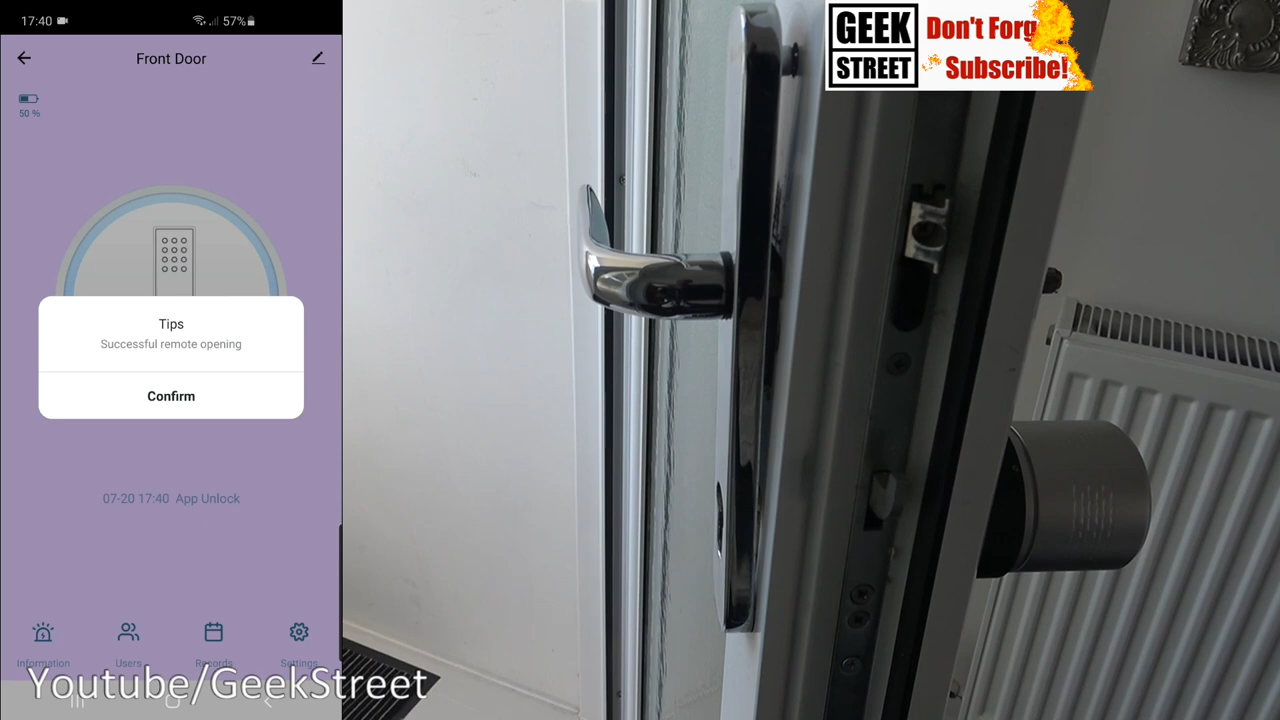 17:40
57%
Front Door
50 %
Tips
Successful remote opening
Confirm
07-20 17:40 App Unlock
Information Users Records Settings
Youtube/GeekStreet
GEEK
STREET
Don't Forg
Subscribe!